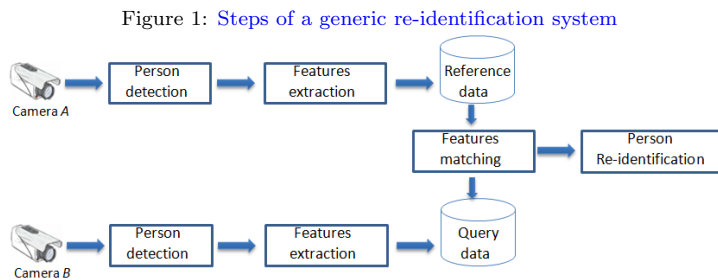 Figure 1: Steps of a generic re-identification system
Person
detection
Features
extraction
Reference
data
Camera A
Features
matching
Person
Re-identification
Person
detection
Features
extraction
Query
data
Camera B